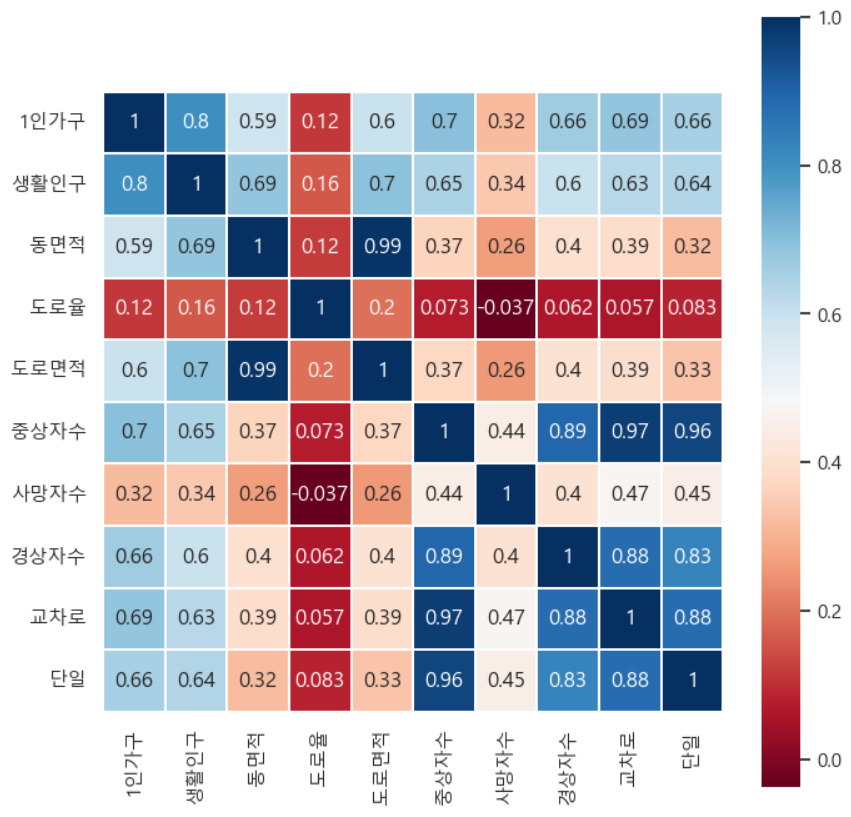 1.0
1인가구 1 0.8 0.59 0.12 0.6 0.7 0.32 0.66 0.69 0.66
0.8
생활인구 0.8 1 0.69 0.16 0.7 0.65 0.34 0.6 0.63 0.64
동면적 0.59 0.69 1 0.12 0.99 0.37 0.26 0.4 0.39 0.32
도로율 0.12 0.16 0.12 1 0.2 0.073 -0.037 0.062 0.057 0.083
0.6
도로면적 0.6 0.7 0.99 0.2 1 0.37 0.26 0.4 0.39 0.33
중상자수 0.7 0.65 0.37 0.073 0.37 1 0.44 0.89 0.97 0.96
0.4
사망자수 0.32 0.34 0.26 -0.037 0.26 0.44 1 0.4 0.47 0.45
경상자수 0.66 0.6 0.4 0.062 0.4 0.89 0.4 1 0.88 0.83
0.2
교차로 0.69 0.63 0.39 0.057 0.39 0.97 0.47 0.88 1 0.88
단일 0.66 0.64 0.32 0.083 0.33 0.96 0.45 0.83 0.88 1
0.0
1인가구 생활인구 동면적 도로율 도로면적 중상자수 사망자수 경상자수 교차로 단일